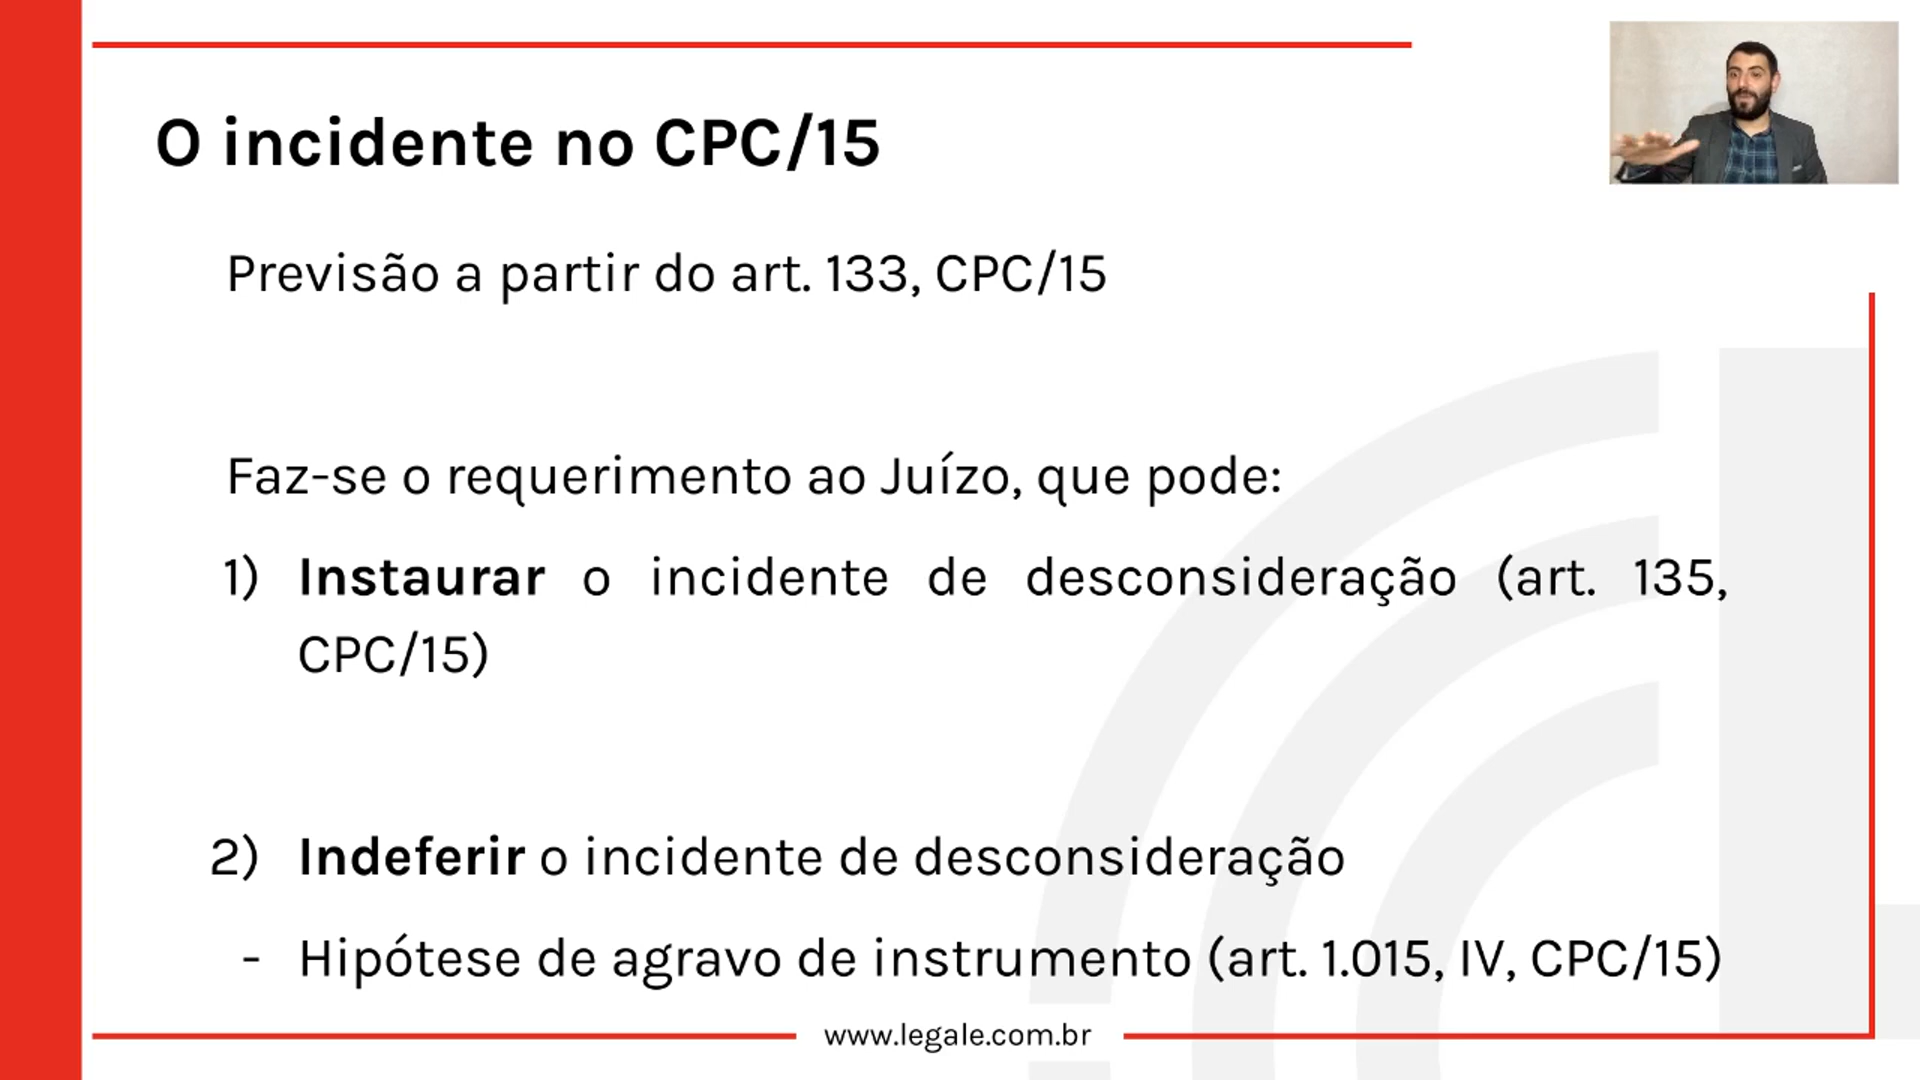 O incidente no CPC/15
Previsão a partir do art. 133, CPC/15
Faz-se o requerimento ao Juízo, que pode:
1) Instaurar o incidente de desconsideração (art. 135,
CPC/15)
2) Indeferir o incidente de desconsideração
- Hipótese de agravo de instrumento (art. 1.015, IV, CPC/15)
www.legale.com.br